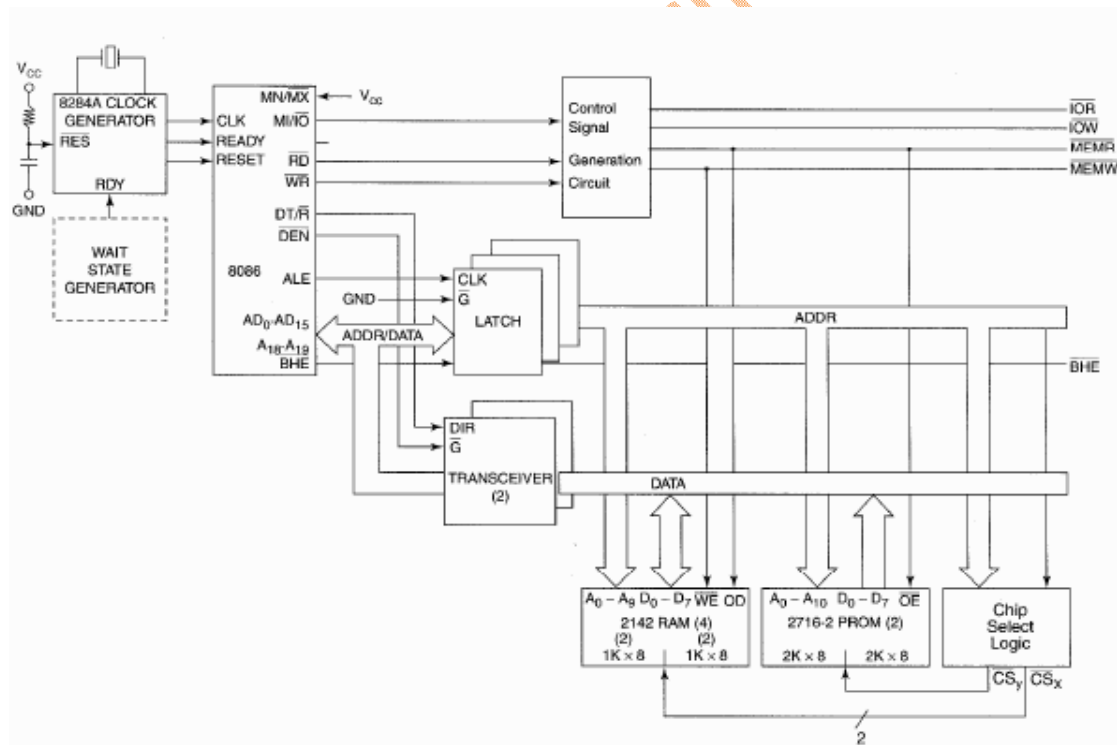 V_CC
8284A CLOCK
GENERATOR
RES
RDY
GND
WAIT
STATE
GENERATOR
CLK
READY
RESET
8086
MN/MX
MI/IO
RD
WR
DT/R
DEN
ALE
AD0-AD15
A18-A19
BHE
V_CC
Control
Signal
Generation
Circuit
IOR
IOW
MEMR
MEMW
GND
CLK
G
LATCH
ADDR/DATA
ADDR
BHE
DIR
G
TRANSCEIVER
(2)
DATA
A0 – A9 D0 – D7 WE OD
2142 RAM (4)
(2) (2)
1K × 8 1K × 8
A0 – A10 D0 – D7 OE
2716-2 PROM (2)
2K × 8 2K × 8
Chip
Select
Logic
CSy CSx
2